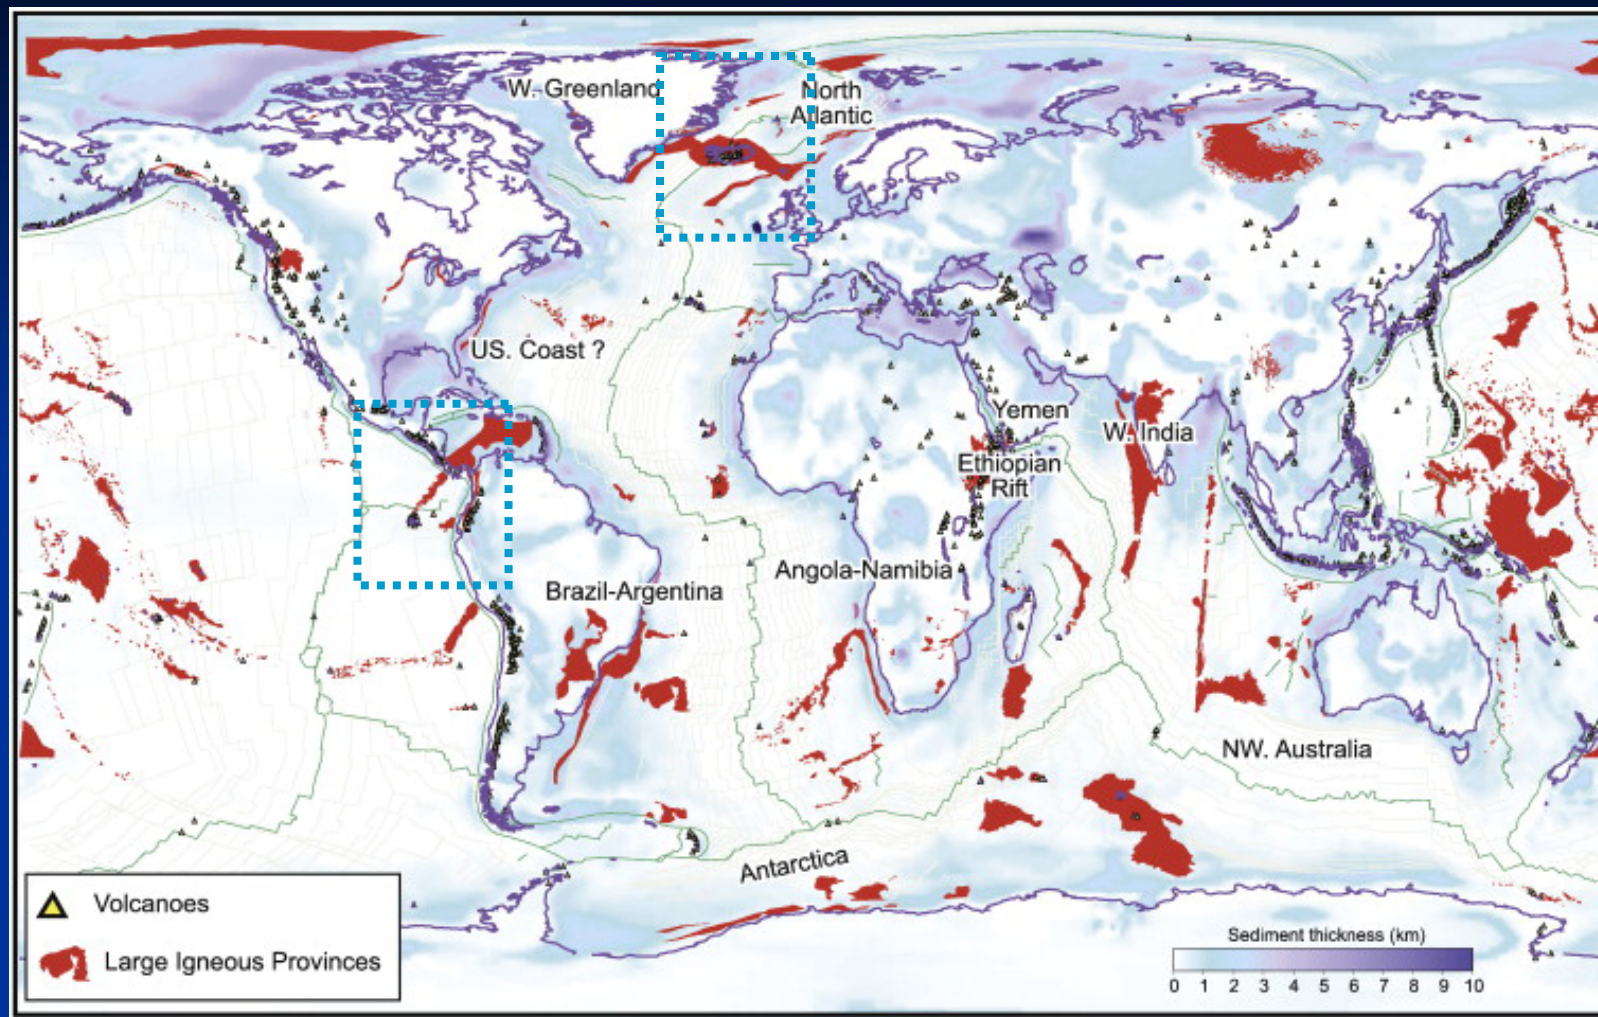 W. Greenland
North
Atlantic
US. Coast ?
Yemen
W. India
Ethiopian
Rift
Angola-Namibia
Brazil-Argentina
NW. Australia
Antarctica
Volcanoes
Large Igneous Provinces
Sediment thickness (km)
0 1 2 3 4 5 6 7 8 9 10